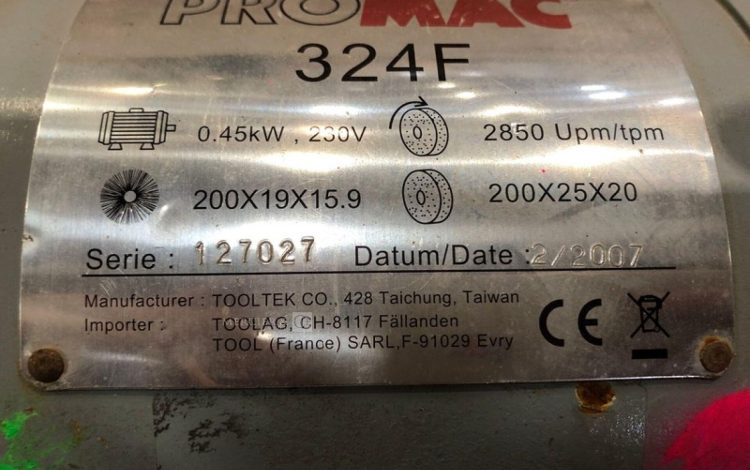 PROMAC
324F
0.45kW , 230V 2850 Upm/tpm
200X19X15.9 200X25X20
Serie : 127027 Datum/Date : 2/2007
Manufacturer : TOOLTEK CO., 428 Taichung, Taiwan
Importer : TOOLAG, CH-8117 Fällanden
TOOL (France) SARL,F-91029 Evry
CE